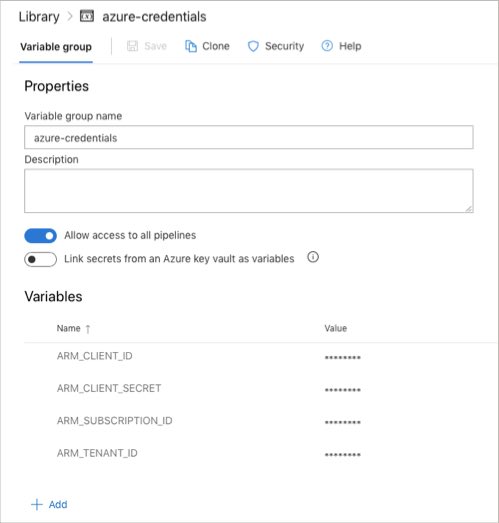 Library > azure-credentials
Variable group Save Clone Security Help
Properties
Variable group name
azure-credentials
Description
Allow access to all pipelines
Link secrets from an Azure key vault as variables
Variables
Name ↑ Value
ARM_CLIENT_ID ********
ARM_CLIENT_SECRET ********
ARM_SUBSCRIPTION_ID ********
ARM_TENANT_ID ********
+ Add